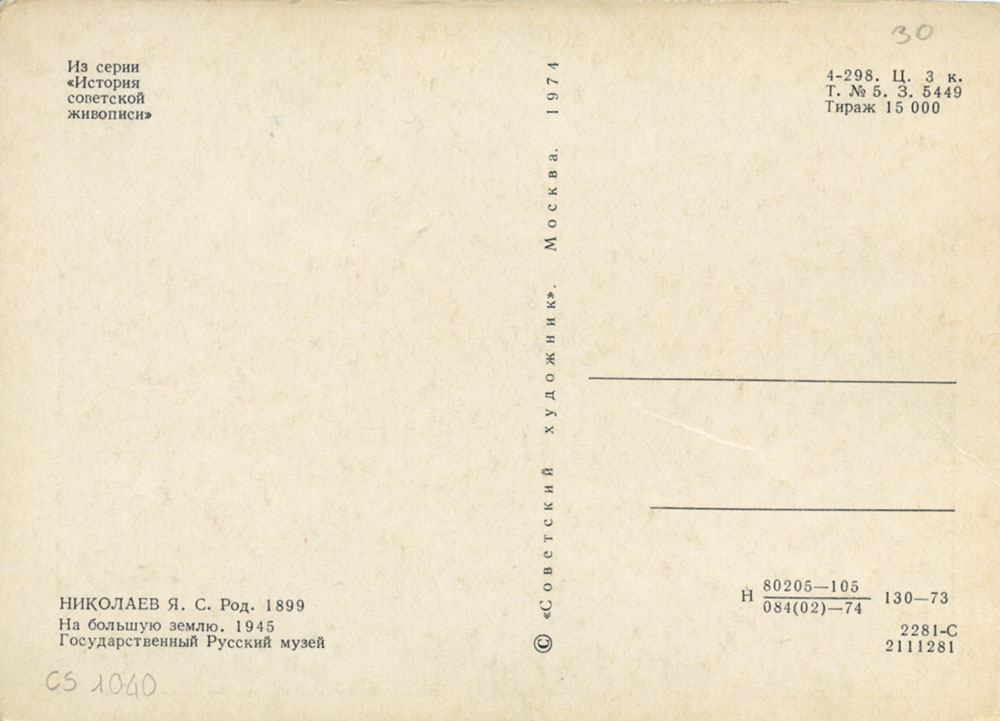 30
Из серии
«История
советской
живописи»
4-298. Ц. 3 к.
Т. № 5. З. 5449
Тираж 15 000
© «Советский художник». Москва. 1974
НИКОЛАЕВ Я. С. Род. 1899
На большую землю. 1945
Государственный Русский музей
Н 80205—105
084(02)—74 130—73
2281-С
2111281
CS 1040